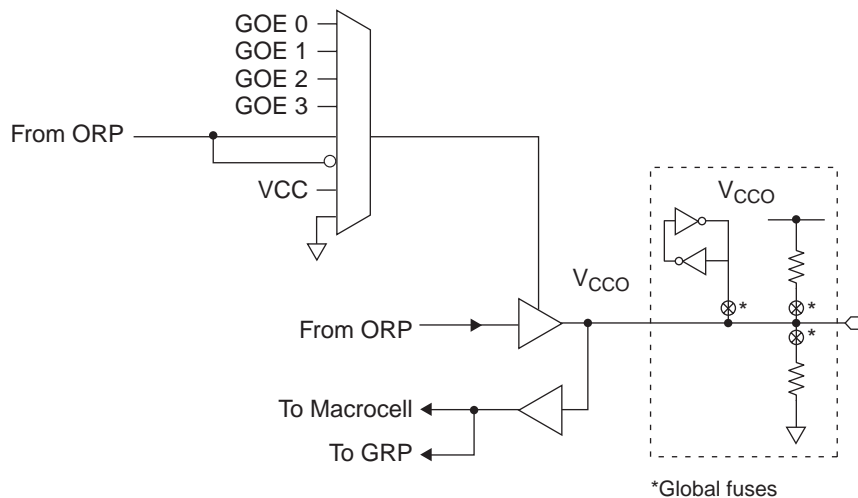 GOE 0
GOE 1
GOE 2
GOE 3
From ORP
VCC
VCCO
VCCO
*
*
*
From ORP
To Macrocell
To GRP
*Global fuses